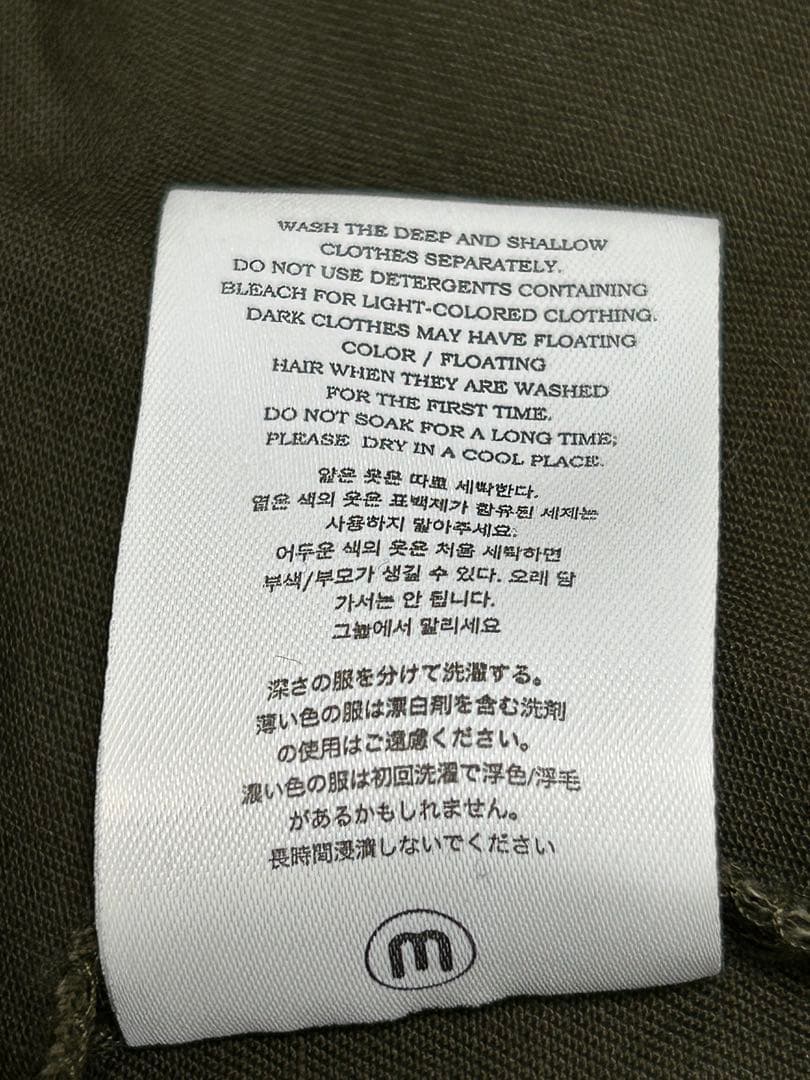 WASH THE DEEP AND SHALLOW
CLOTHES SEPARATELY.
DO NOT USE DETERGENTS CONTAINING
BLEACH FOR LIGHT-COLORED CLOTHING.
DARK CLOTHES MAY HAVE FLOATING
COLOR / FLOATING
HAIR WHEN THEY ARE WASHED
FOR THE FIRST TIME.
DO NOT SOAK FOR A LONG TIME;
PLEASE DRY IN A COOL PLACE.
얇은 옷은 따로 세탁한다.
엷은 색의 옷은 표백제가 함유된 세제는
사용하지 말아주세요.
어두운 색의 옷은 처음 세탁하면
부색/부모가 생길 수 있다. 오래 담
가서는 안 됩니다.
그늘에서 말리세요
深さの服を分けて洗濯する。
薄い色の服は漂白剤を含む洗剤
の使用はご遠慮ください。
濃い色の服は初回洗濯で浮色/浮毛
があるかもしれません。
長時間浸漬しないでください
m